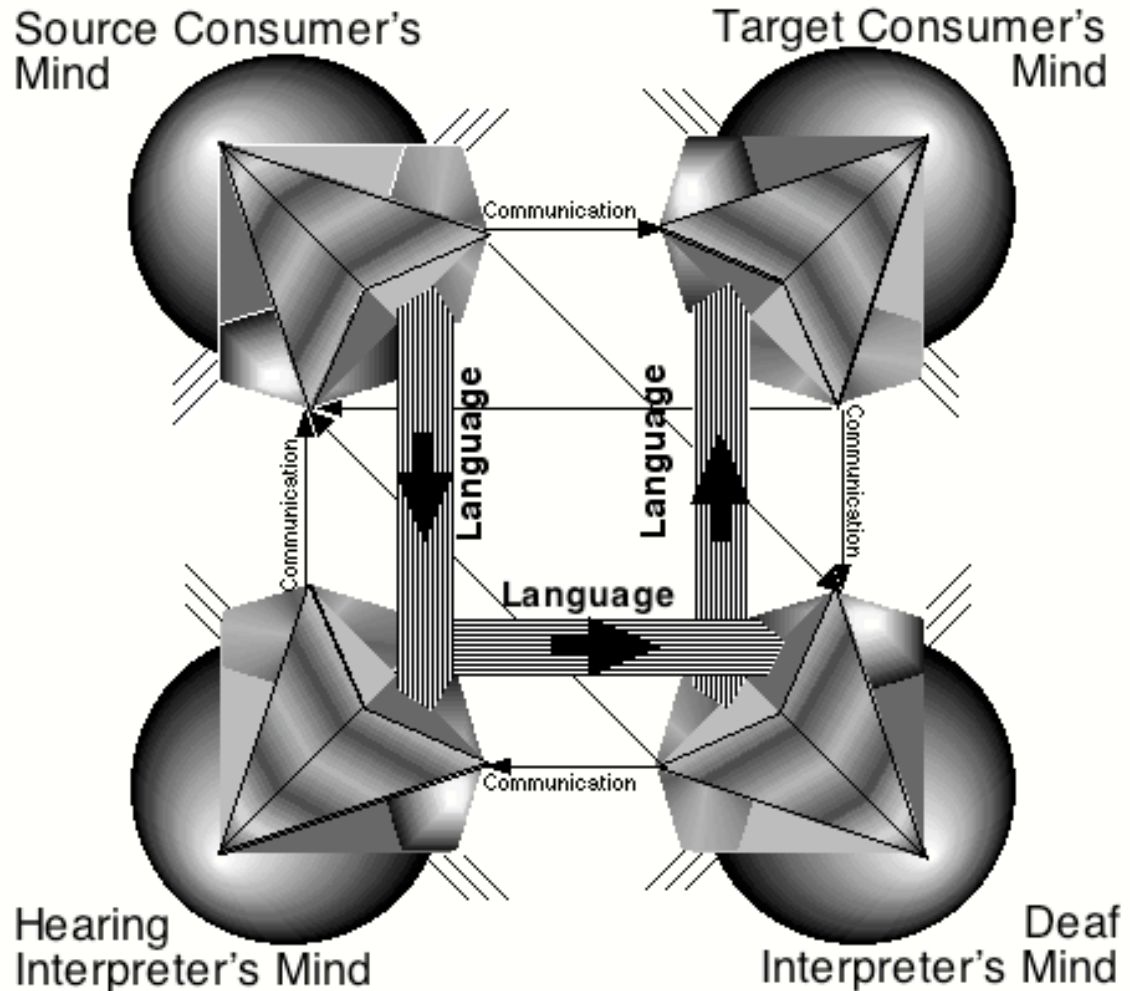 Source Consumer's
Mind
Target Consumer's
Mind
Communication
Language
Language
Communication
Communication
Language
Communication
Hearing
Interpreter's Mind
Deaf
Interpreter's Mind